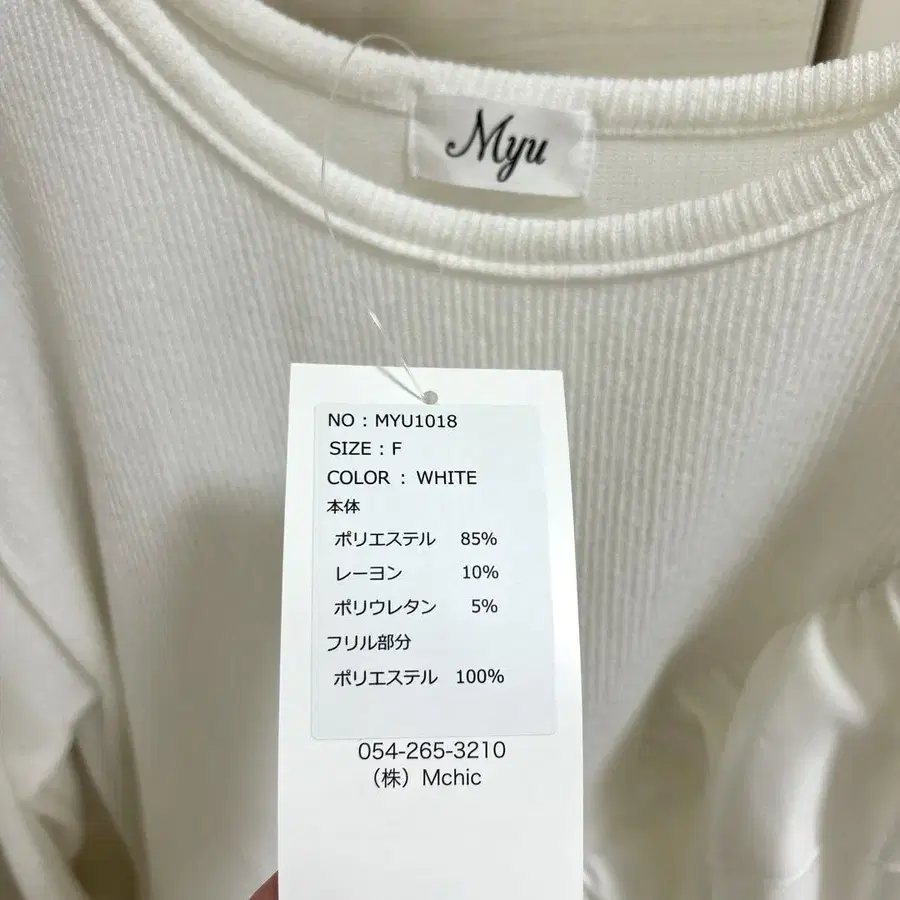 Myu
NO : MYU1018
SIZE : F
COLOR : WHITE
本体
ポリエステル 85%
レーヨン 10%
ポリウレタン 5%
フリル部分
ポリエステル 100%
054-265-3210
（株）Mchic